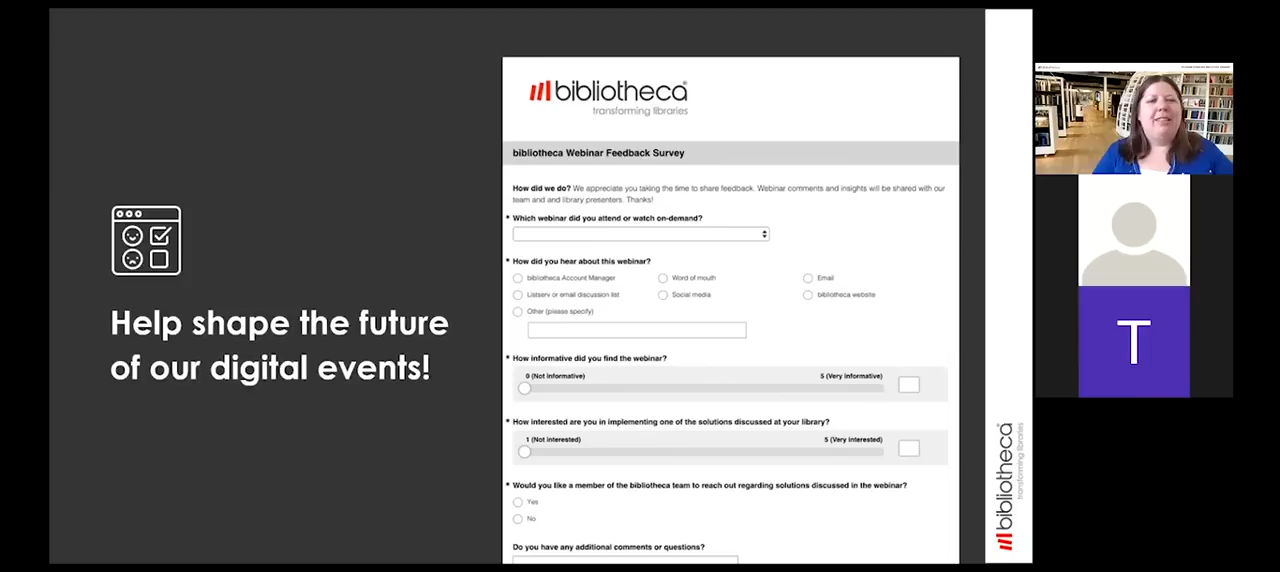 Help shape the future
of our digital events!
bibliotheca®
transforming libraries
bibliotheca Webinar Feedback Survey
How did we do? We appreciate you taking the time to share feedback. Webinar comments and insights will be shared with our
team and and library presenters. Thanks!
* Which webinar did you attend or watch on-demand?
* How did you hear about this webinar?
bibliotheca Account Manager
Word of mouth
Email
Listserv or email discussion list
Social media
bibliotheca website
Other (please specify)
* How informative did you find the webinar?
0 (Not informative)
5 (Very informative)
* How interested are you in implementing one of the solutions discussed at your library?
1 (Not interested)
5 (Very interested)
* Would you like a member of the bibliotheca team to reach out regarding solutions discussed in the webinar?
Yes
No
Do you have any additional comments or questions?
bibliotheca®
transforming libraries
T